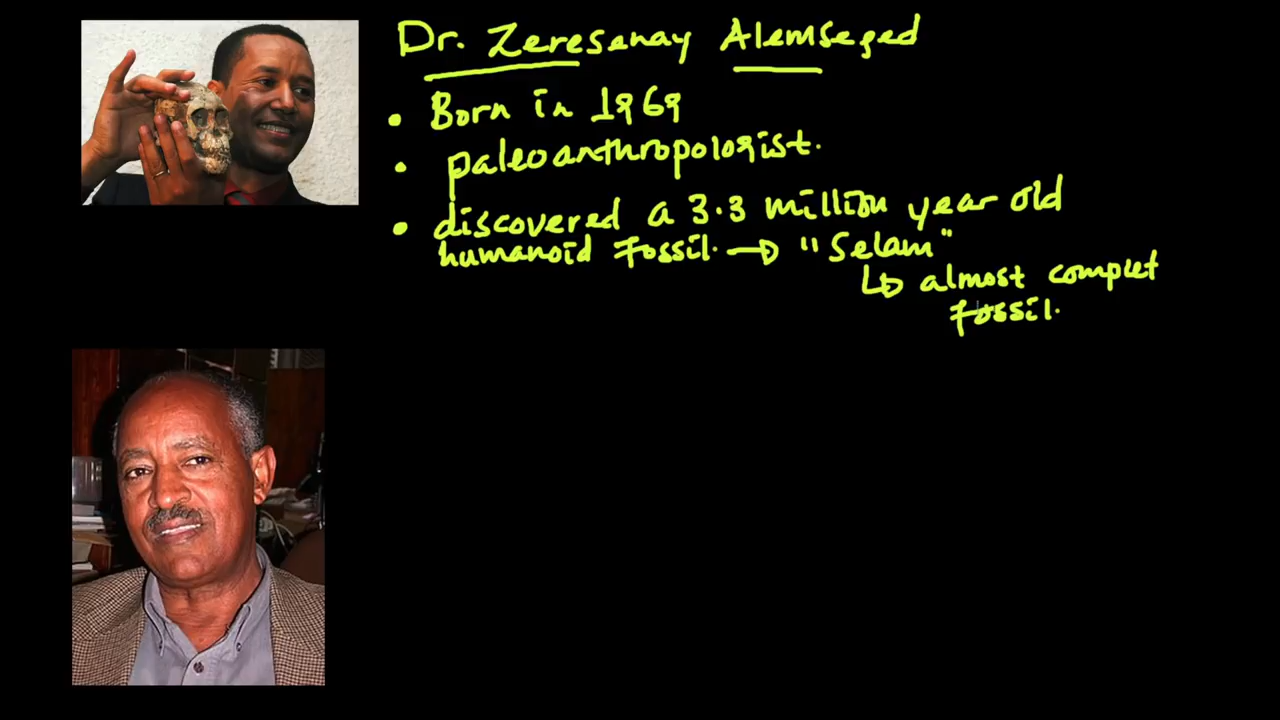 Dr. Zeresenay Alemseged
• Born in 1969
• paleoanthropologist.
• discovered a 3.3 million year old
humanoid fossil. → "Selam"
↳ almost complet
fossil.